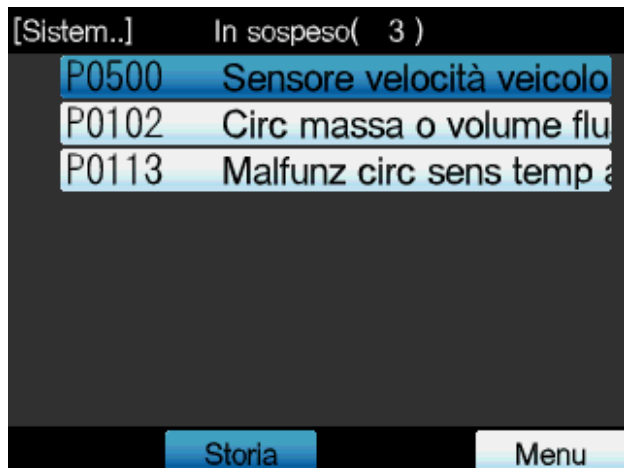 [Sistem..] In sospeso( 3 )
P0500 Sensore velocità veicolo
P0102 Circ massa o volume flu
P0113 Malfunz circ sens temp a
Storia Menu